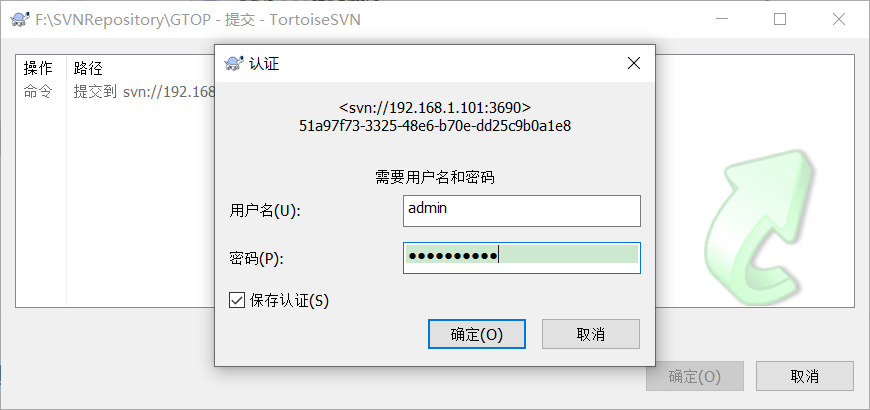 F:\SVNRepository\GTOP - 提交 - TortoiseSVN
操作 路径
命令 提交到 svn://192.168
认证
<svn://192.168.1.101:3690>
51a97f73-3325-48e6-b70e-dd25c9b0a1e8
需要用户名和密码
用户名(U): admin
密码(P): ●●●●●●●●●●
保存认证(S)
确定(O) 取消
确定(O) 取消